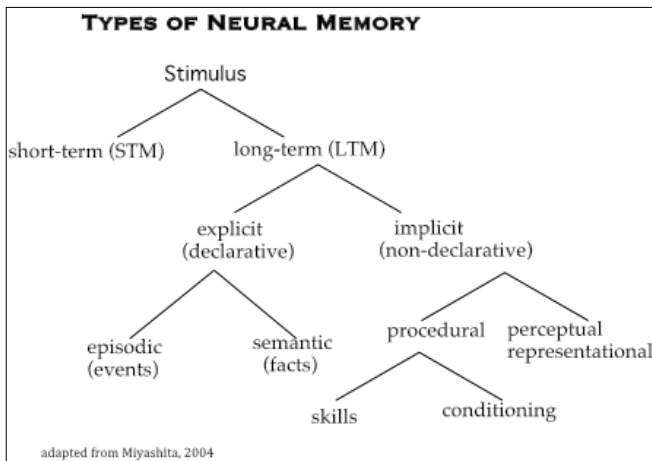 TYPES OF NEURAL MEMORY
Stimulus
short-term (STM)
long-term (LTM)
explicit
(declarative)
implicit
(non-declarative)
episodic
(events)
semantic
(facts)
procedural
perceptual
representational
skills
conditioning
adapted from Miyashita, 2004